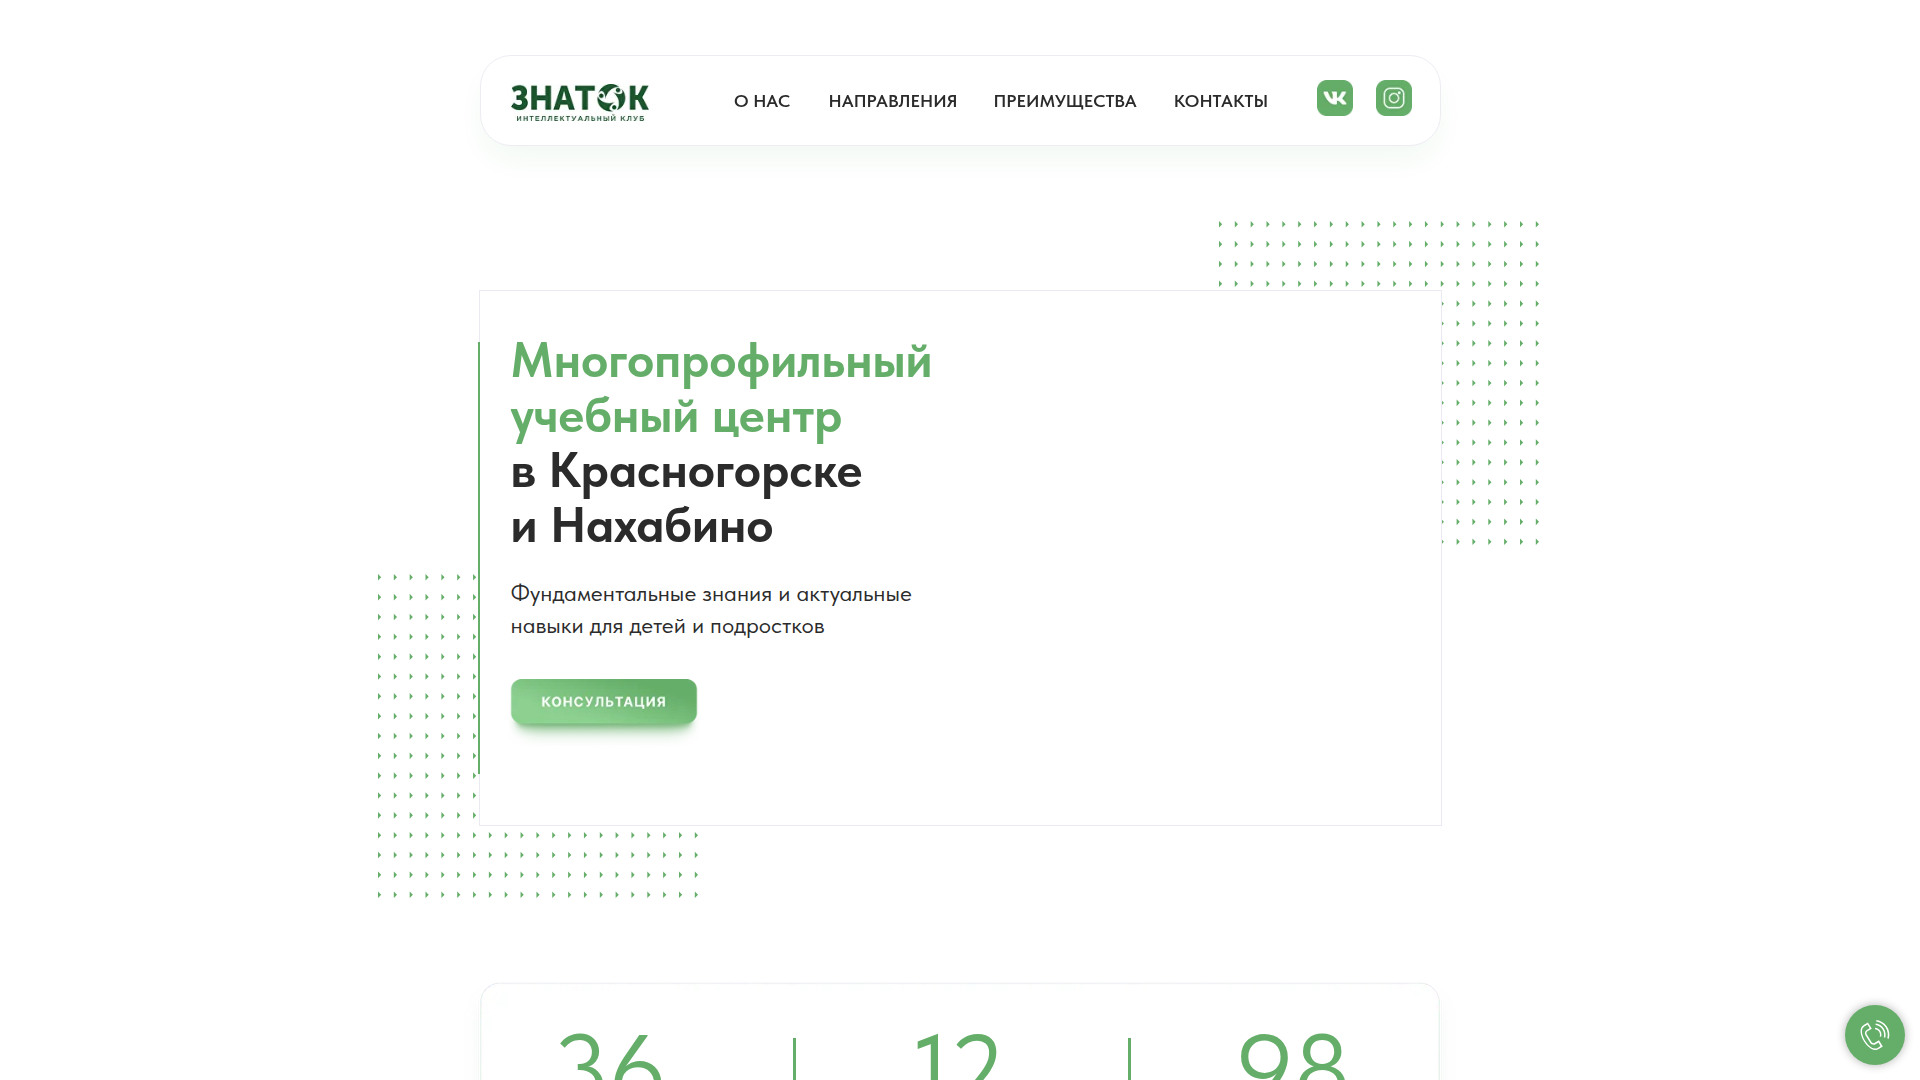 ЗНАТОК
ИНТЕЛЛЕКТУАЛЬНЫЙ КЛУБ
О НАС
НАПРАВЛЕНИЯ
ПРЕИМУЩЕСТВА
КОНТАКТЫ
Многопрофильный
учебный центр
в Красногорске
и Нахабино
Фундаментальные знания и актуальные
навыки для детей и подростков
КОНСУЛЬТАЦИЯ
36
12
98